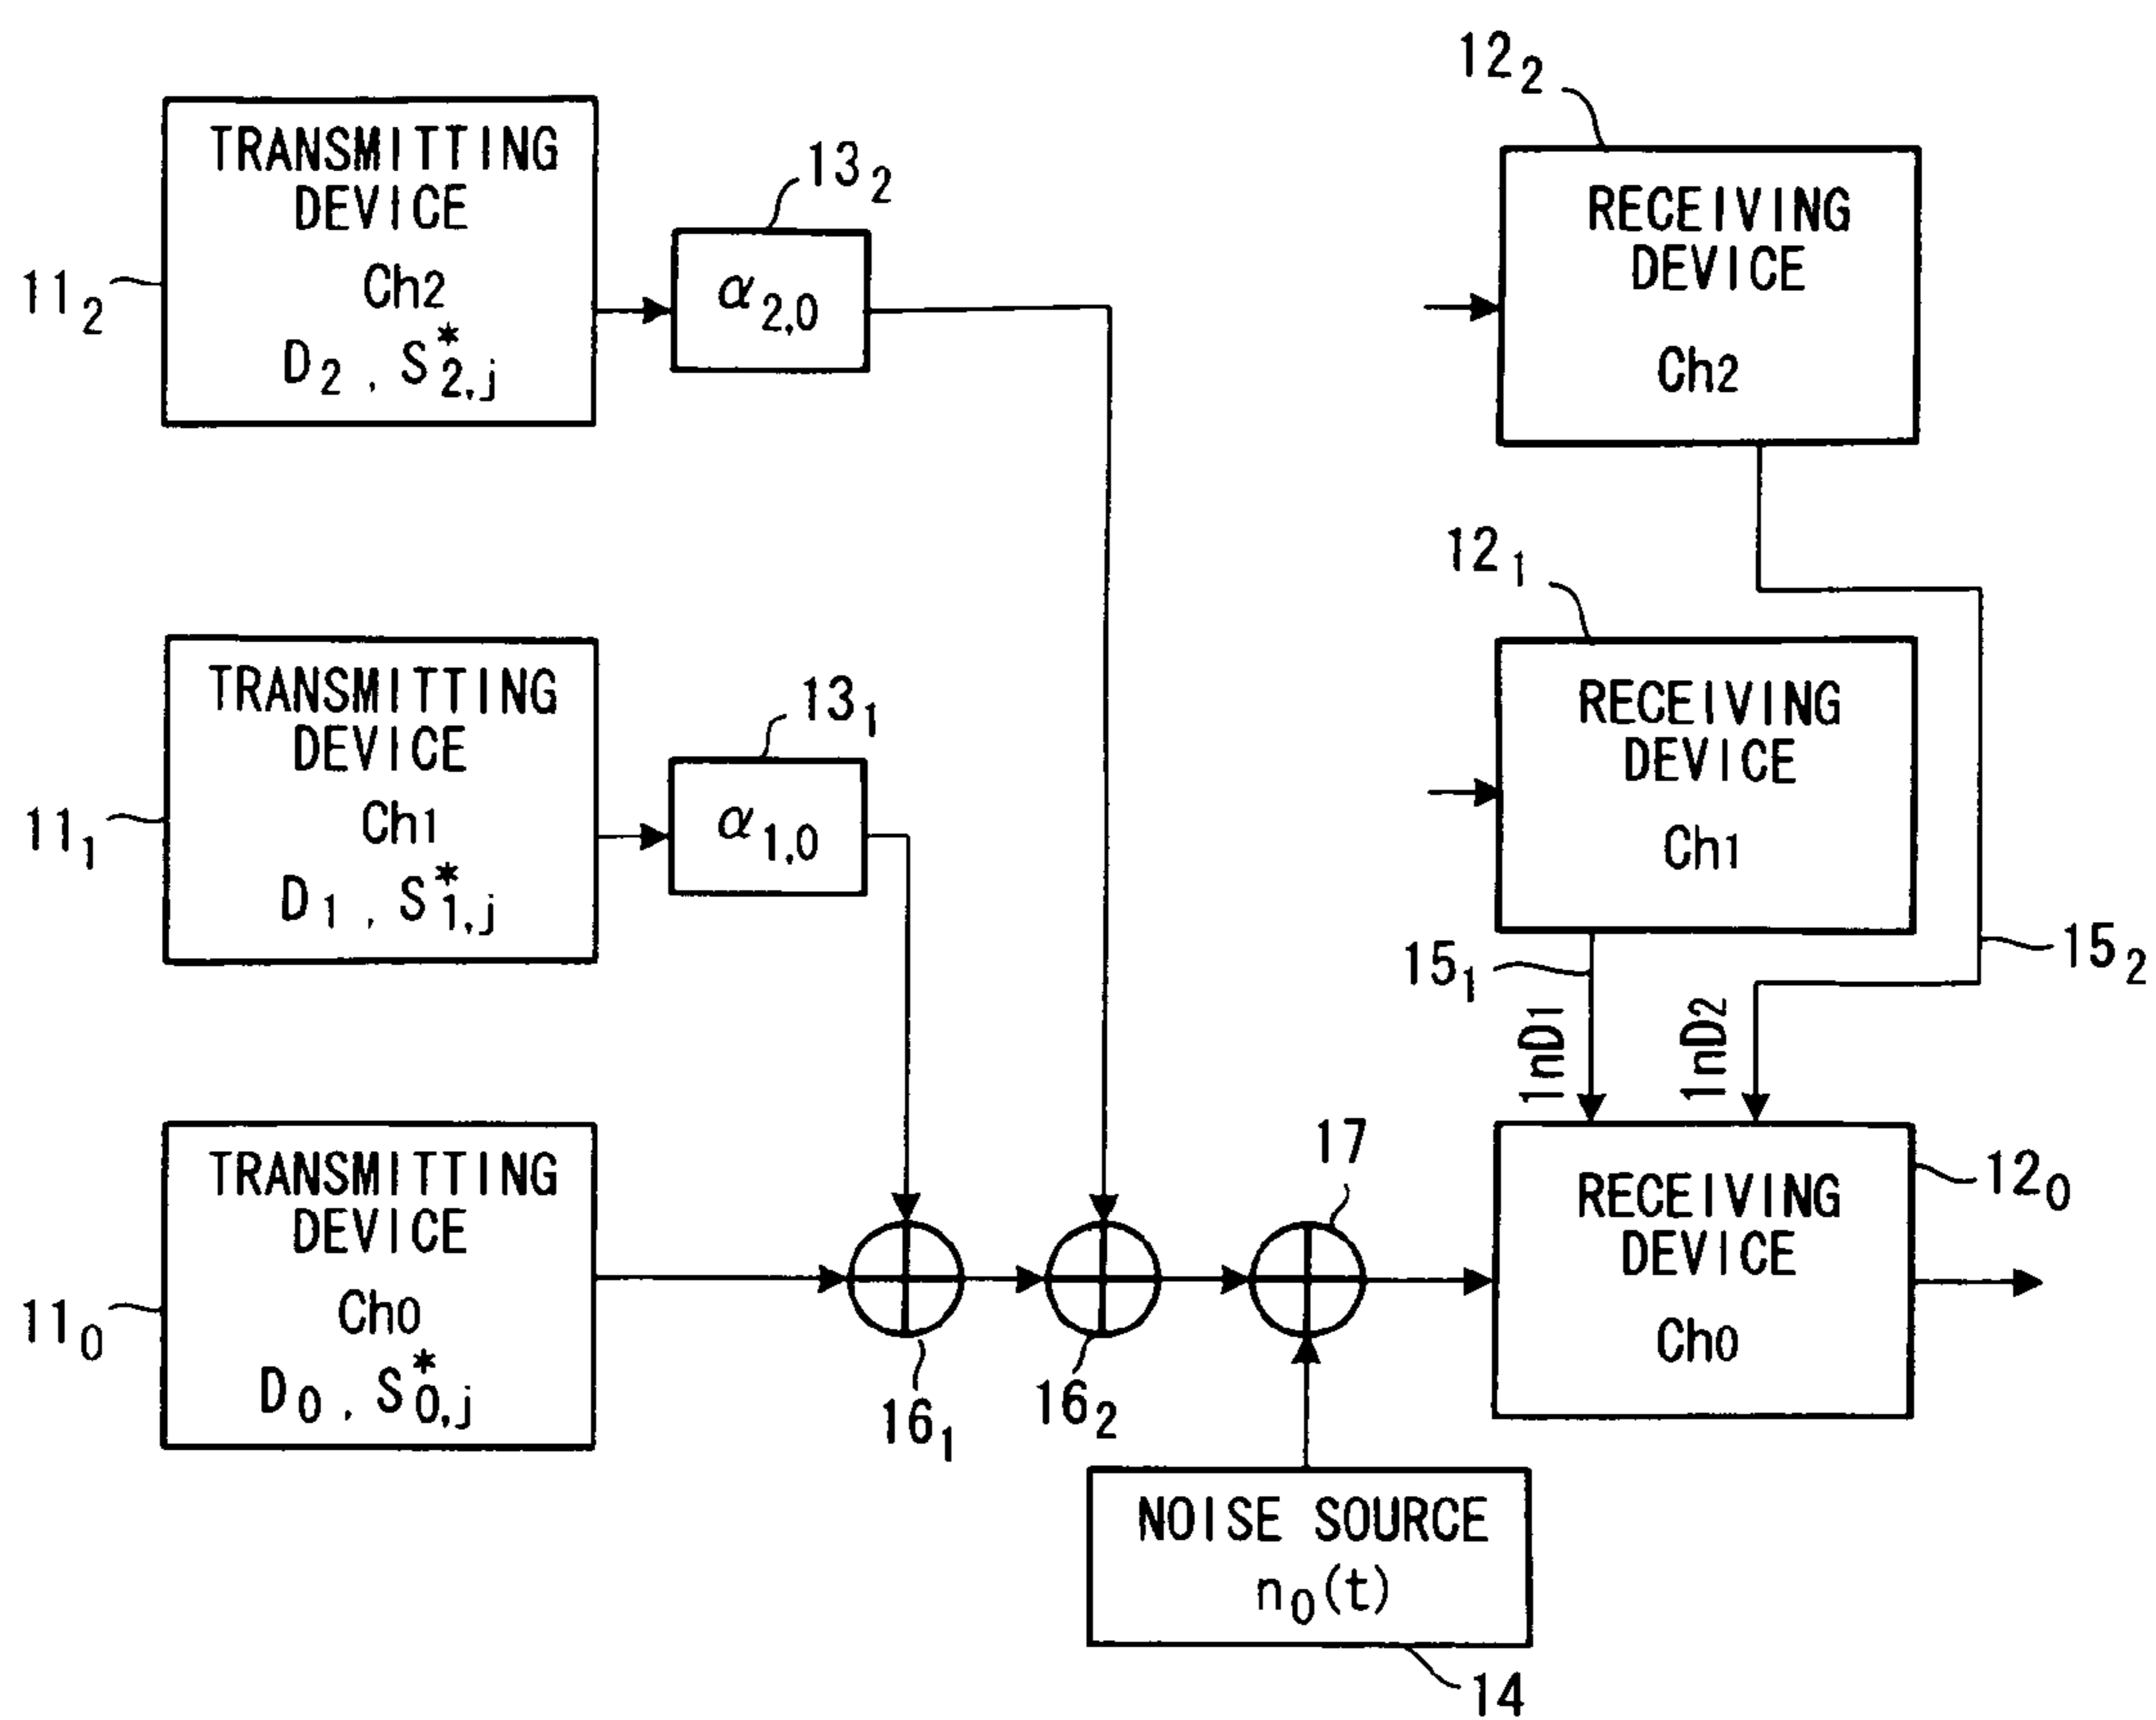 12₂
TRANSMITTING
DEVICE
Ch2
D₂, S*₂,ⱼ
11₂
13₂
α₂,₀
RECEIVING
DEVICE
Ch2
12₁
TRANSMITTING
DEVICE
Ch1
D₁, S*₁,ⱼ
11₁
13₁
α₁,₀
RECEIVING
DEVICE
Ch1
15₁
15₂
1nD1
1nD2
TRANSMITTING
DEVICE
Ch0
D₀, S*₀,ⱼ
11₀
16₁
16₂
17
RECEIVING
DEVICE
Ch0
12₀
NOISE SOURCE
n₀(t)
14